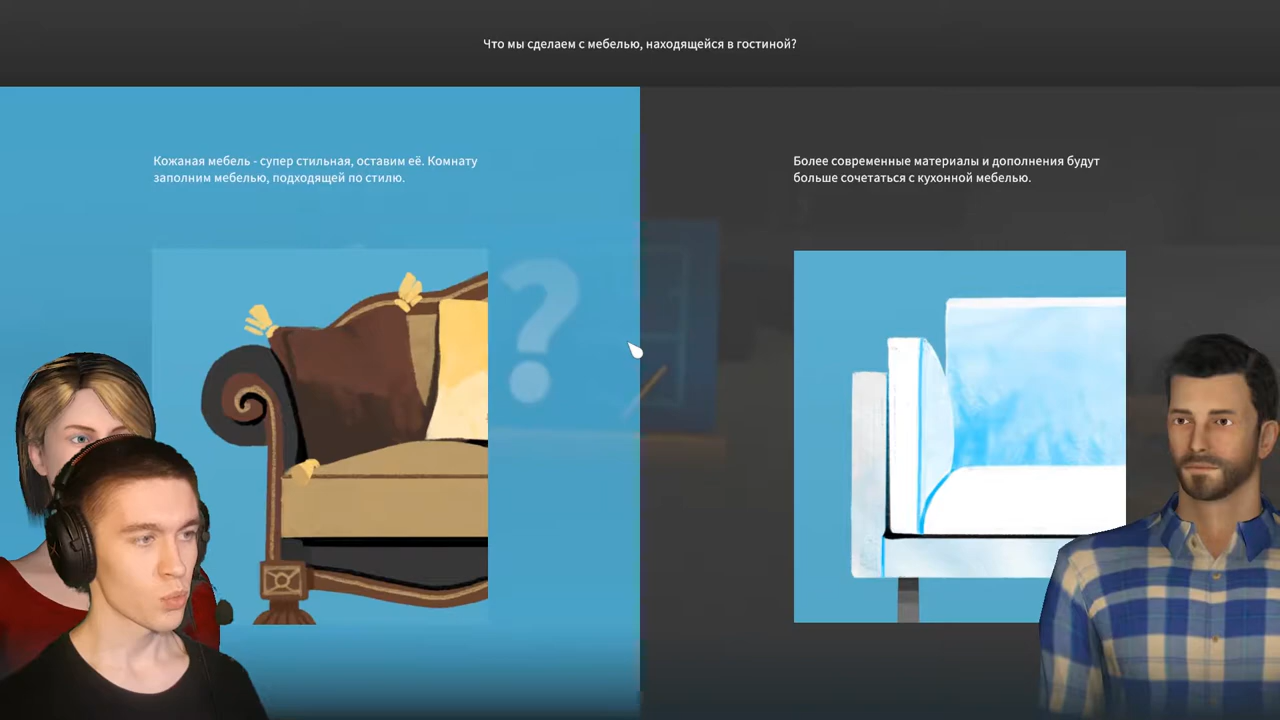 Что мы сделаем с мебелью, находящейся в гостиной?
Кожаная мебель - супер стильная, оставим её. Комнату
заполним мебелью, подходящей по стилю.
Более современные материалы и дополнения будут
больше сочетаться с кухонной мебелью.
?